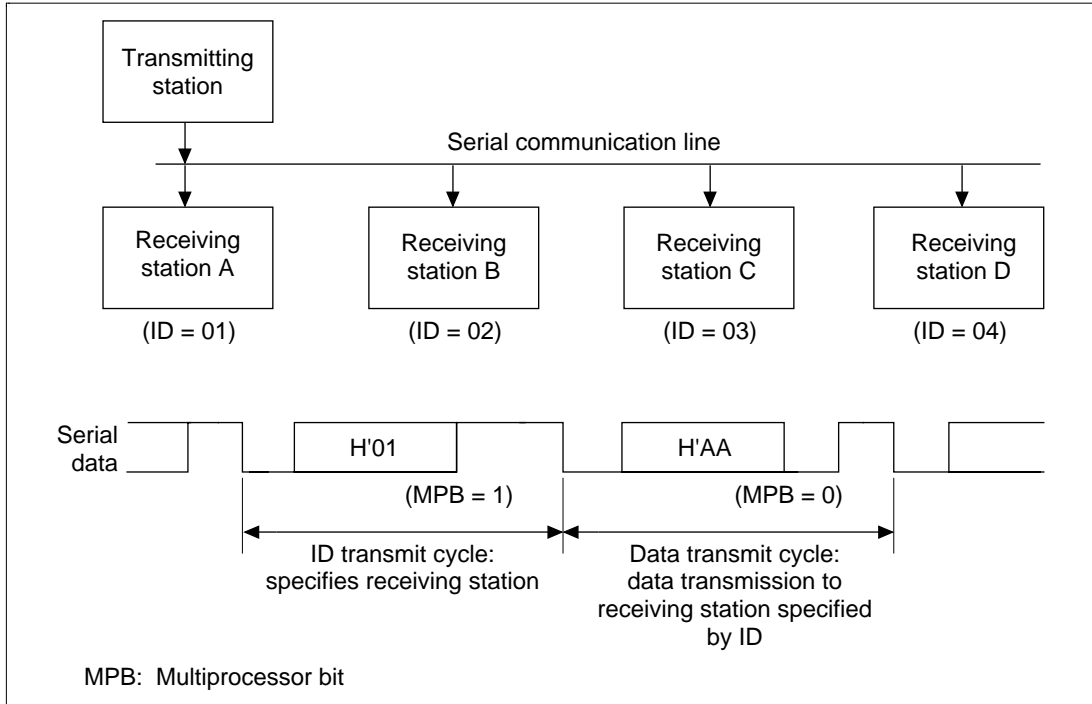 Transmitting
station
Serial communication line
Receiving
station A
Receiving
station B
Receiving
station C
Receiving
station D
(ID = 01)
(ID = 02)
(ID = 03)
(ID = 04)
Serial
data
H'01
H'AA
(MPB = 1)
(MPB = 0)
ID transmit cycle:
specifies receiving station
Data transmit cycle:
data transmission to
receiving station specified
by ID
MPB: Multiprocessor bit